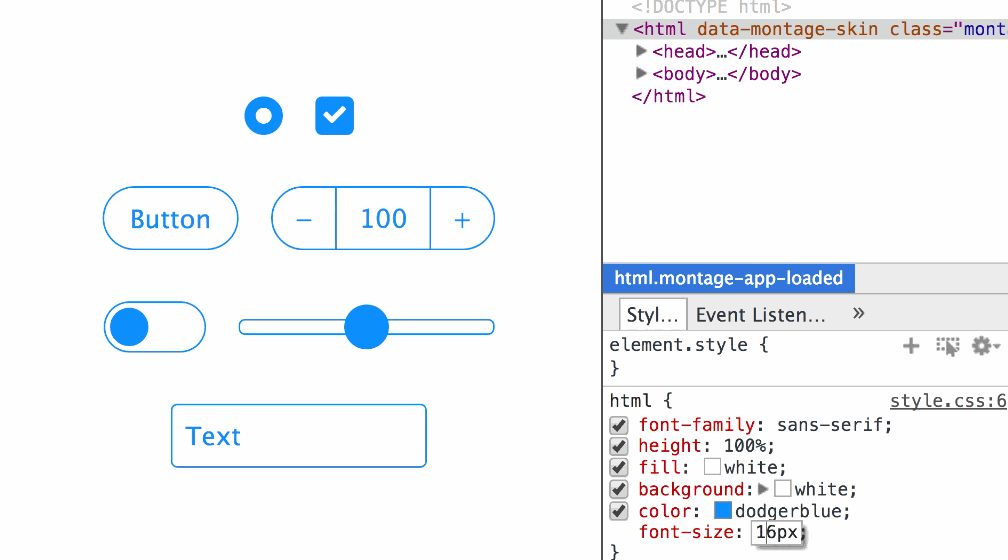 Button
− 100 +
Text
<!DOCTYPE html>
<html data-montage-skin class="mont
<head>…</head>
<body>…</body>
</html>
html.montage-app-loaded
Styl… Event Listen… »
element.style {
}
html { style.css:6
font-family: sans-serif;
height: 100%;
fill: white;
background: white;
color: dodgerblue;
font-size: 16px;
}